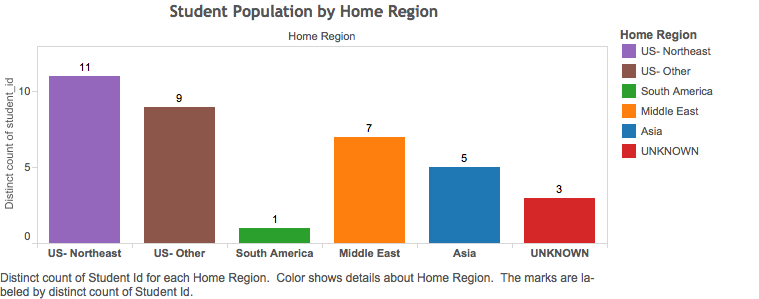 Student Population by Home Region
Home Region
Distinct count of student_id
10
5
0
11
9
1
7
5
3
US- Northeast
US- Other
South America
Middle East
Asia
UNKNOWN
Home Region
US- Northeast
US- Other
South America
Middle East
Asia
UNKNOWN
Distinct count of Student Id for each Home Region.  Color shows details about Home Region.  The marks are la-
beled by distinct count of Student Id.